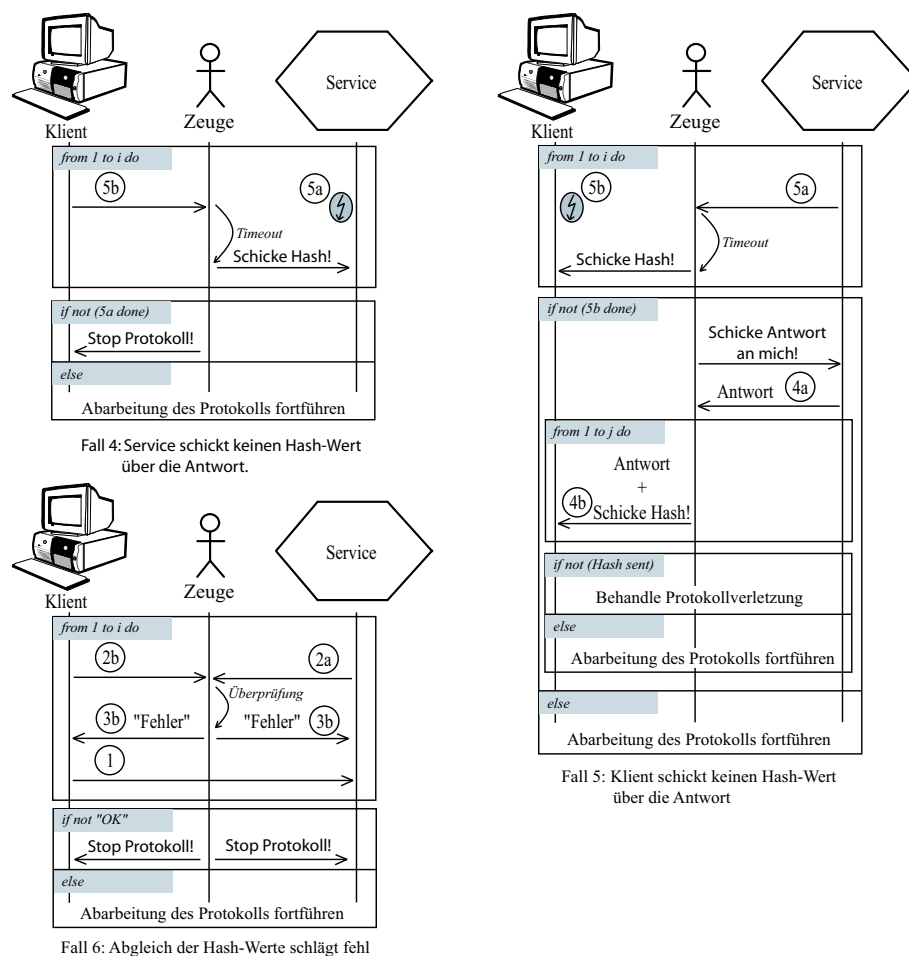 Klient
Zeuge
Service
from 1 to i do
5b
5a
Timeout
Schicke Hash!
if not (5a done)
Stop Protokoll!
else
Abarbeitung des Protokolls fortführen
Fall 4: Service schickt keinen Hash-Wert
über die Antwort.
Klient
Zeuge
Service
from 1 to i do
2b
2a
Überprüfung
3b "Fehler" "Fehler" 3b
1
if not "OK"
Stop Protokoll! Stop Protokoll!
else
Abarbeitung des Protokolls fortführen
Fall 6: Abgleich der Hash-Werte schlägt fehl
Klient
Zeuge
Service
from 1 to i do
5b
5a
Timeout
Schicke Hash!
if not (5b done)
Schicke Antwort
an mich!
Antwort 4a
from 1 to j do
Antwort
+
4b Schicke Hash!
if not (Hash sent)
Behandle Protokollverletzung
else
Abarbeitung des Protokolls fortführen
else
Abarbeitung des Protokolls fortführen
Fall 5: Klient schickt keinen Hash-Wert
über die Antwort